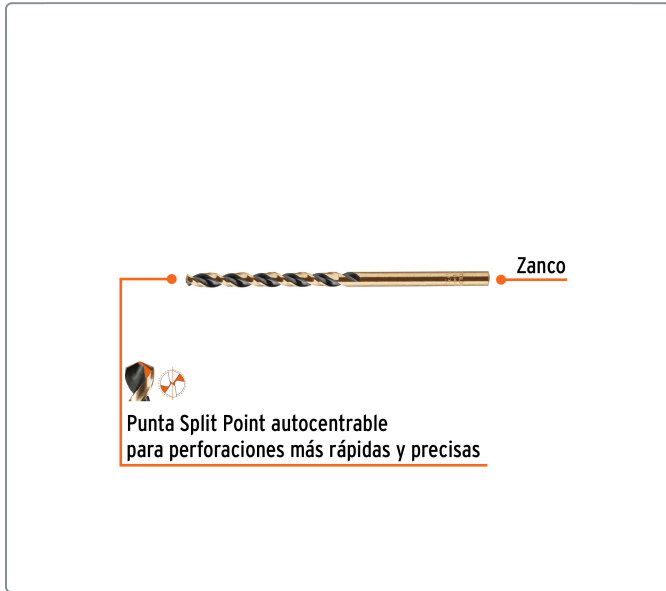 Zanco
Punta Split Point autocentrable
para perforaciones más rápidas y precisas